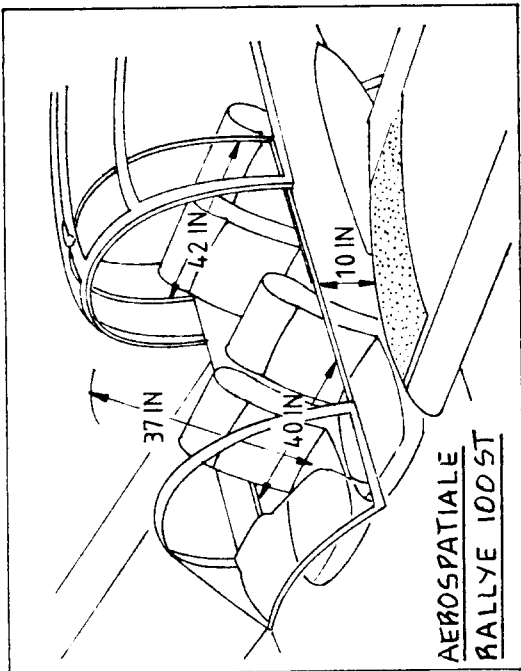 42 IN
37 IN
10 IN
40 IN
AEROSPATIALE
RALLYE 100ST